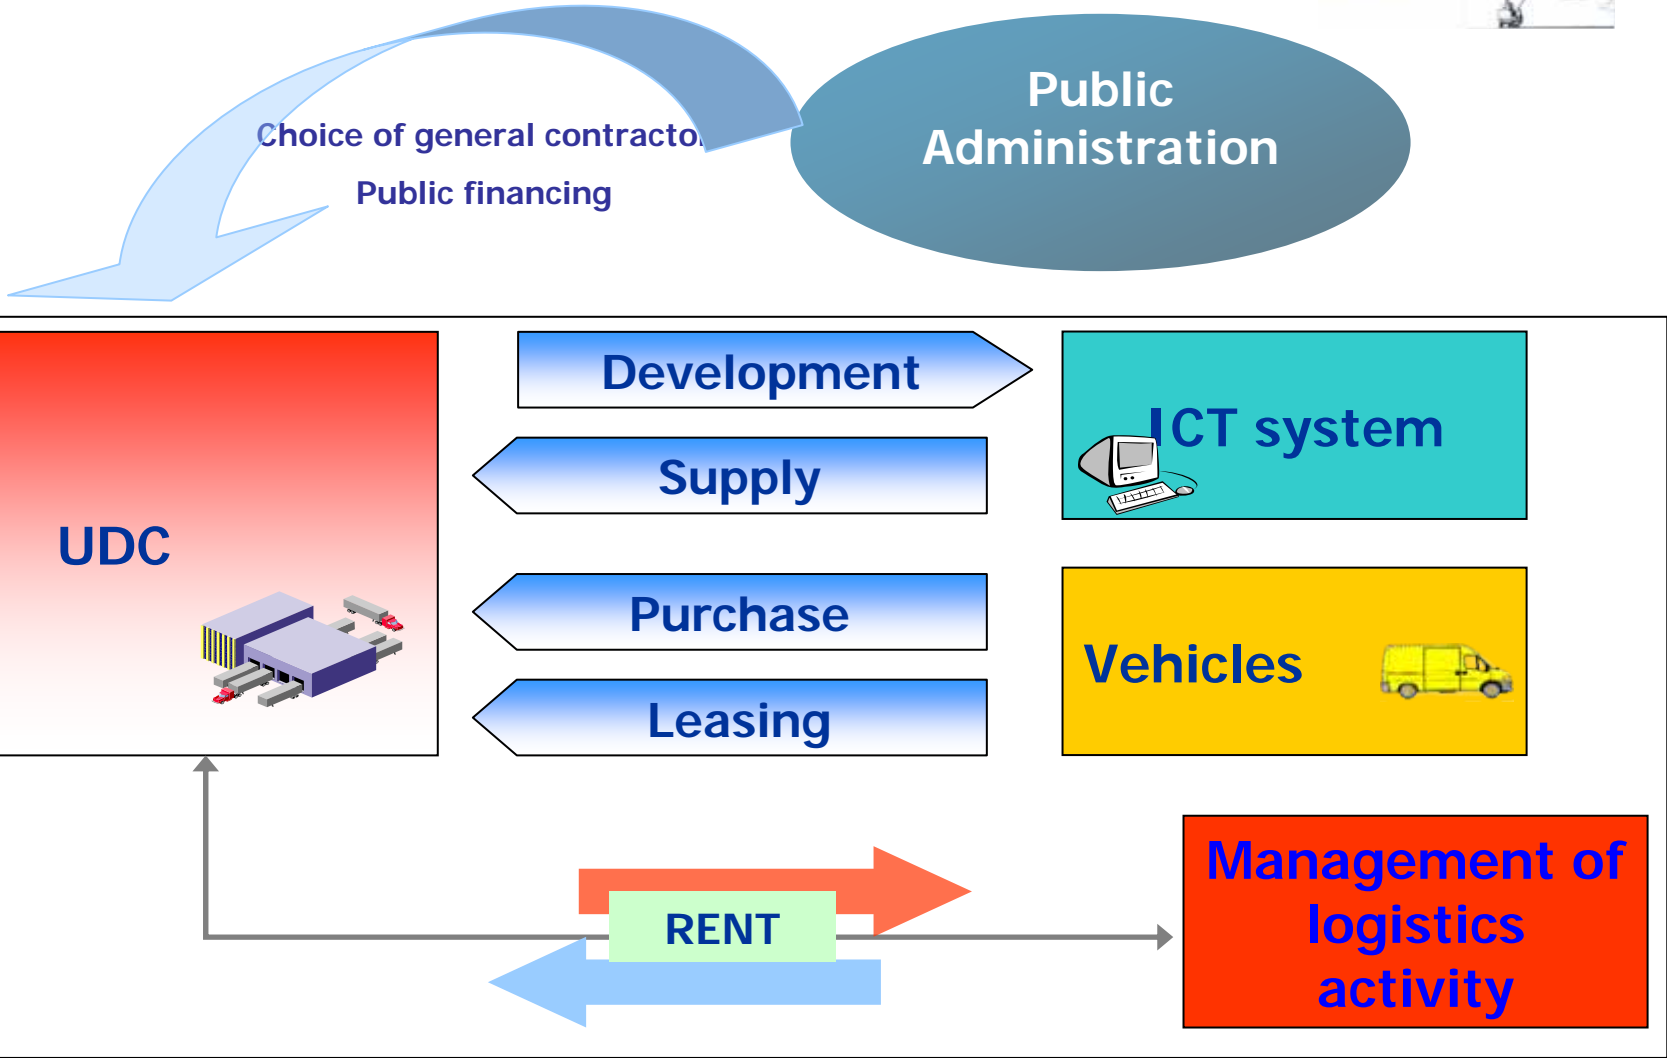 Public
Administration
Choice of general contractor
Public financing
Development
ICT system
Supply
UDC
Purchase
Vehicles
Leasing
Management of
logistics
activity
RENT